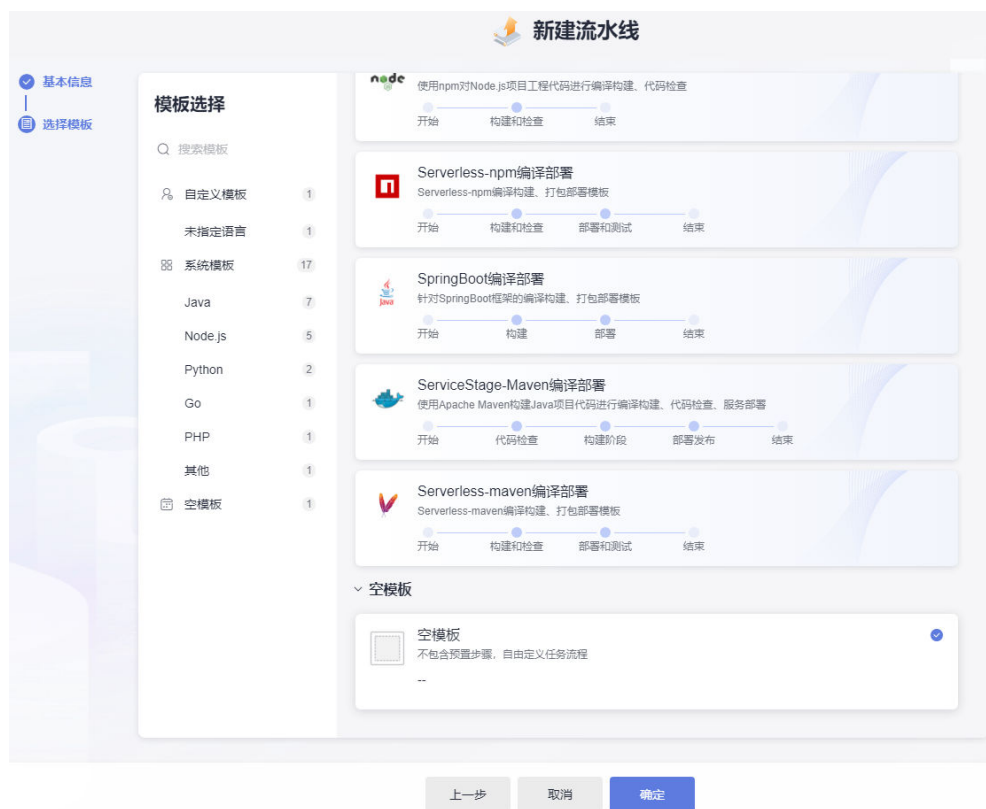 新建流水线
基本信息
选择模板
模板选择
搜索模板
自定义模板 1
未指定语言 1
系统模板 17
Java 7
Node.js 5
Python 2
Go 1
PHP 1
其他 1
空模板 1
node
使用npm对Node.js项目工程代码进行编译构建、代码检查
开始 构建和检查 结束
Serverless-npm编译部署
Serverless-npm编译构建、打包部署模板
开始 构建和检查 部署和测试 结束
SpringBoot编译部署
Java
针对SpringBoot框架的编译构建、打包部署模板
开始 构建 部署 结束
ServiceStage-Maven编译部署
使用Apache Maven构建Java项目代码进行编译构建、代码检查、服务部署
开始 代码检查 构建阶段 部署发布 结束
Serverless-maven编译部署
Serverless-maven编译构建、打包部署模板
开始 构建和检查 部署和测试 结束
空模板
空模板
不包含预置步骤，自由定义任务流程
--
上一步 取消 确定